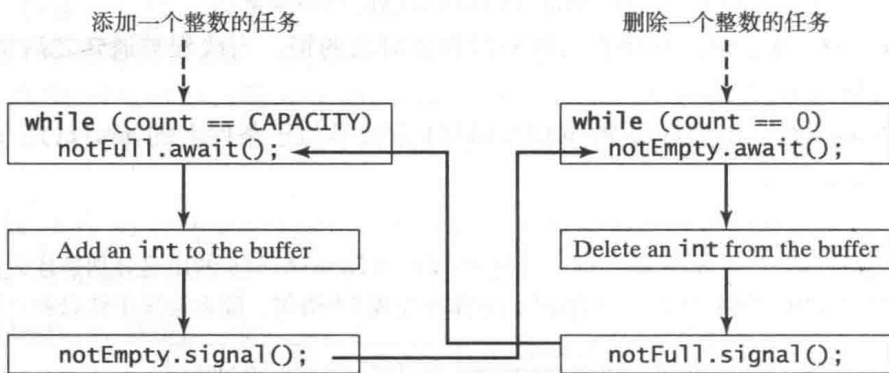 添加一个整数的任务
while (count == CAPACITY)
notFull.await();
Add an int to the buffer
notEmpty.signal();
删除一个整数的任务
while (count == 0)
notEmpty.await();
Delete an int from the buffer
notFull.signal();